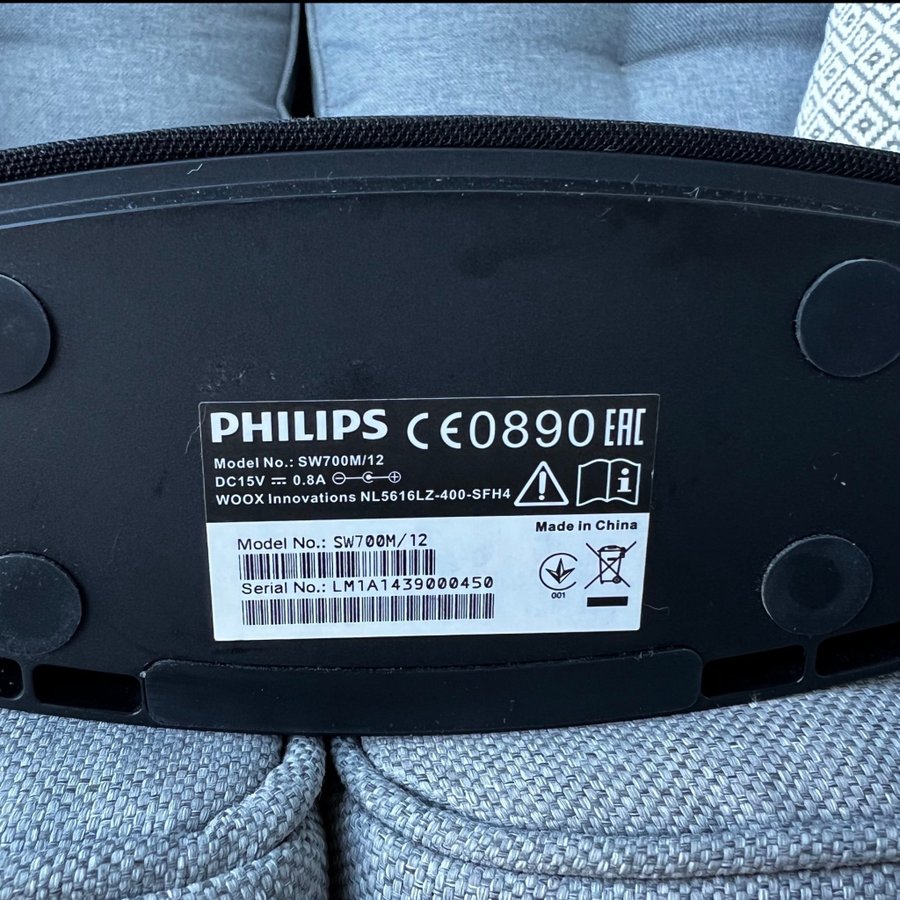 PHILIPS CE0890 EAC
Model No.: SW700M/12
DC15V 0.8A
WOOX Innovations NL5616LZ-400-SFH4
Made in China
Model No.: SW700M/12
Serial No.: LM1A1439000450
001